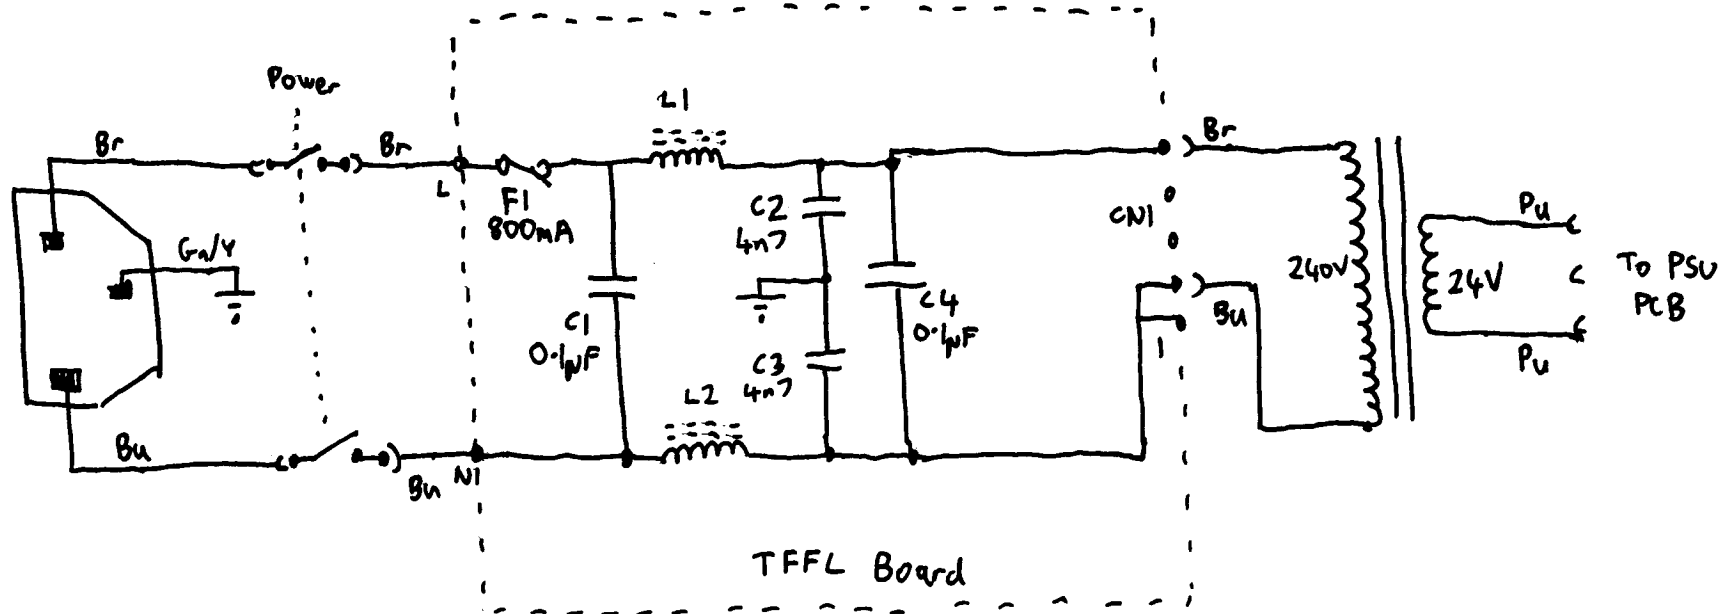 Power
Br
Br
L
F1
800mA
L1
C2
4n7
Br
CN1
240V
24V
Pu
To PSU
PCB
Pu
Gn/Y
C1
0.1µF
C3
4n7
C4
0.1µF
Bu
L2
Bu
Bu
N1
TFFL Board